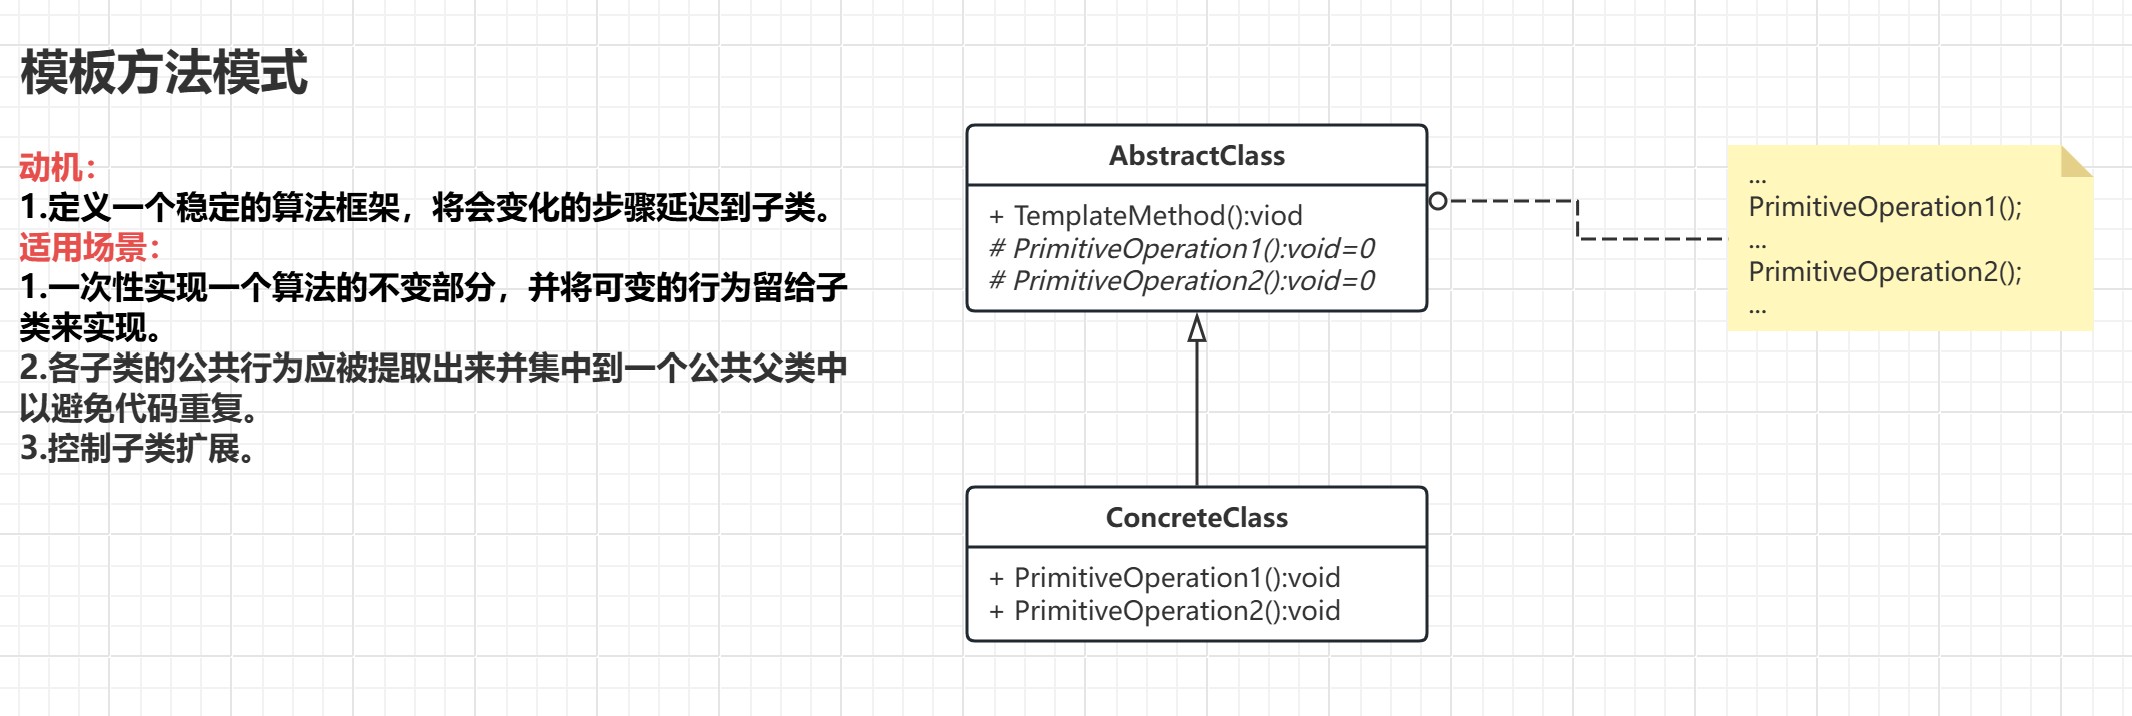 模板方法模式
动机：
1.定义一个稳定的算法框架，将会变化的步骤延迟到子类。
适用场景：
1.一次性实现一个算法的不变部分，并将可变的行为留给子
类来实现。
2.各子类的公共行为应被提取出来并集中到一个公共父类中
以避免代码重复。
3.控制子类扩展。
AbstractClass
+ TemplateMethod():viod
# PrimitiveOperation1():void=0
# PrimitiveOperation2():void=0
...
PrimitiveOperation1();
...
PrimitiveOperation2();
...
ConcreteClass
+ PrimitiveOperation1():void
+ PrimitiveOperation2():void